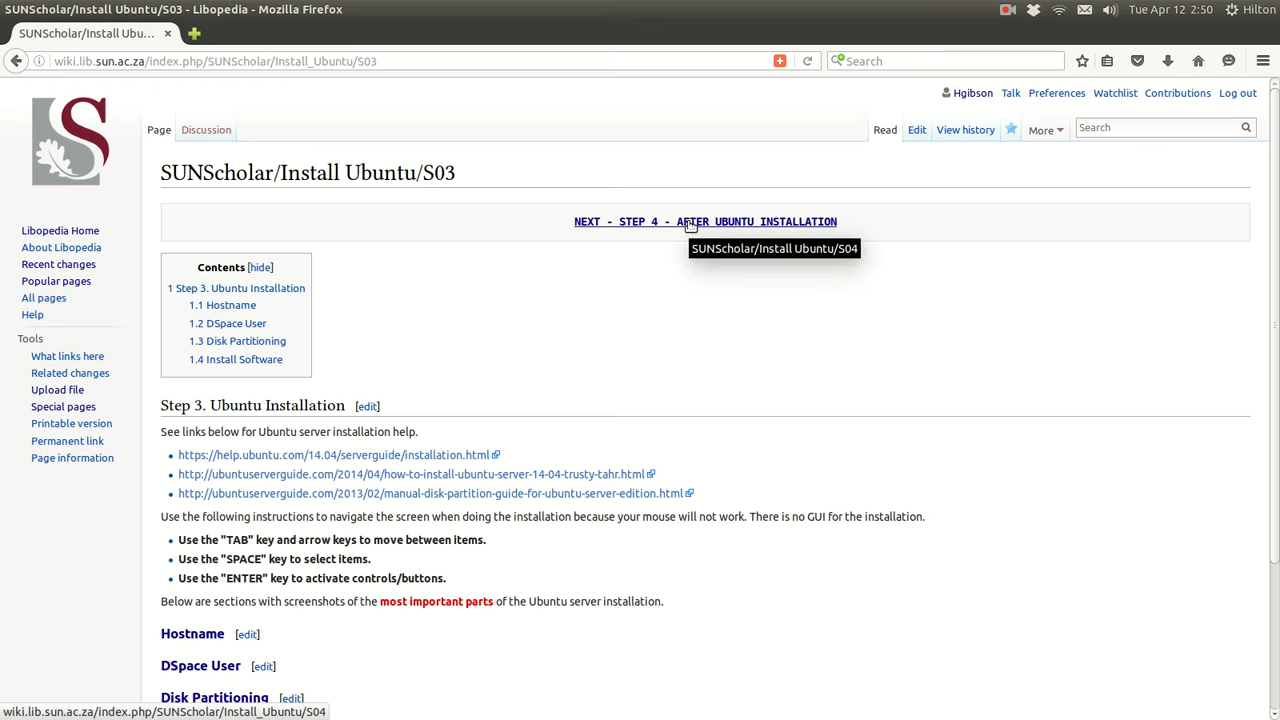 SUNScholar/Install Ubuntu/S03 - Libopedia - Mozilla Firefox
Tue Apr 12 2:50 Hilton
SUNScholar/Install Ubu...
wiki.lib.sun.ac.za/index.php/SUNScholar/Install_Ubuntu/S03
Search
Hgibson Talk Preferences Watchlist Contributions Log out
Page Discussion Read Edit View history More Search
S
SUNScholar/Install Ubuntu/S03
NEXT - STEP 4 - AFTER UBUNTU INSTALLATION
SUNScholar/Install Ubuntu/S04
Libopedia Home
About Libopedia
Recent changes
Popular pages
All pages
Help
Tools
What links here
Related changes
Upload file
Special pages
Printable version
Permanent link
Page information
Contents [hide]
1 Step 3. Ubuntu Installation
1.1 Hostname
1.2 DSpace User
1.3 Disk Partitioning
1.4 Install Software
Step 3. Ubuntu Installation [edit]
See links below for Ubuntu server installation help.
https://help.ubuntu.com/14.04/serverguide/installation.html
http://ubuntuserverguide.com/2014/04/how-to-install-ubuntu-server-14-04-trusty-tahr.html
http://ubuntuserverguide.com/2013/02/manual-disk-partition-guide-for-ubuntu-server-edition.html
Use the following instructions to navigate the screen when doing the installation because your mouse will not work. There is no GUI for the installation.
Use the "TAB" key and arrow keys to move between items.
Use the "SPACE" key to select items.
Use the "ENTER" key to activate controls/buttons.
Below are sections with screenshots of the most important parts of the Ubuntu server installation.
Hostname [edit]
DSpace User [edit]
Disk Partitioning [edit]
wiki.lib.sun.ac.za/index.php/SUNScholar/Install_Ubuntu/S04